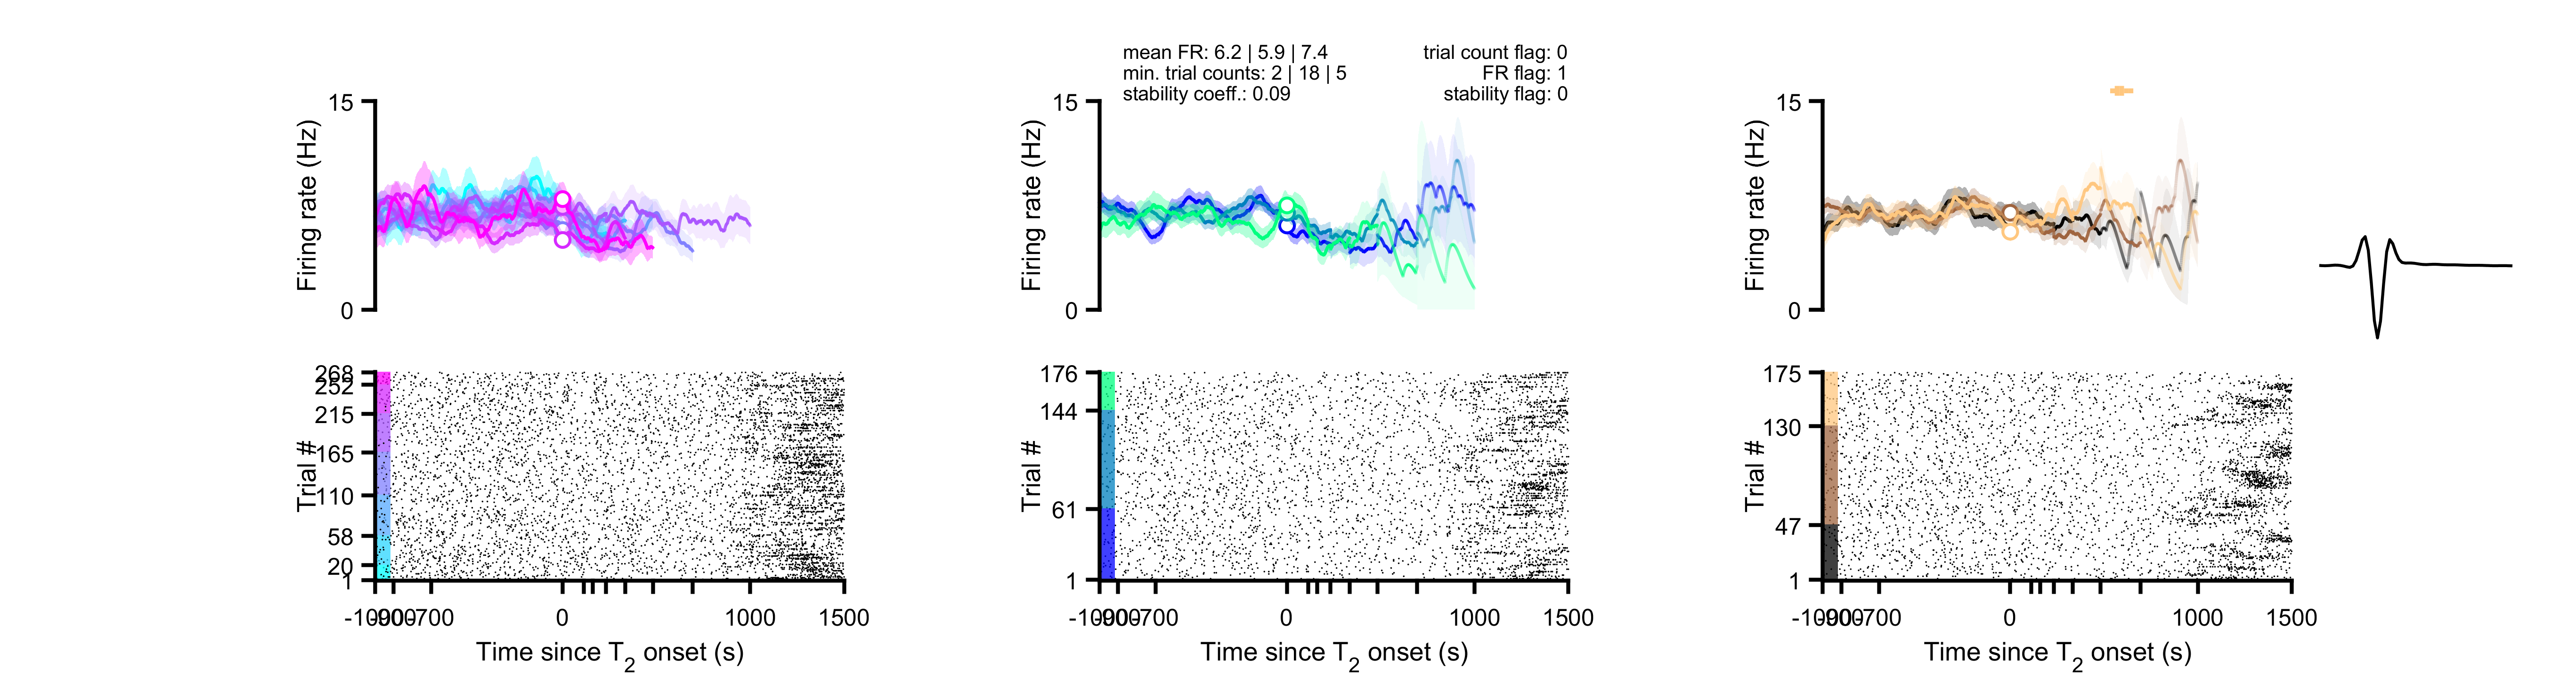 mean FR: 6.2 | 5.9 | 7.4
min. trial counts: 2 | 18 | 5
stability coeff.: 0.09
trial count flag: 0
FR flag: 1
stability flag: 0
15
0
Firing rate (Hz)
15
0
Firing rate (Hz)
15
0
Firing rate (Hz)
268
252
215
165
110
58
20
1
Trial #
-1000
-900
-700
0
1000
1500
Time since T2 onset (s)
176
144
61
1
Trial #
-1000
-900
-700
0
1000
1500
Time since T2 onset (s)
175
130
47
1
Trial #
-1000
-900
-700
0
1000
1500
Time since T2 onset (s)